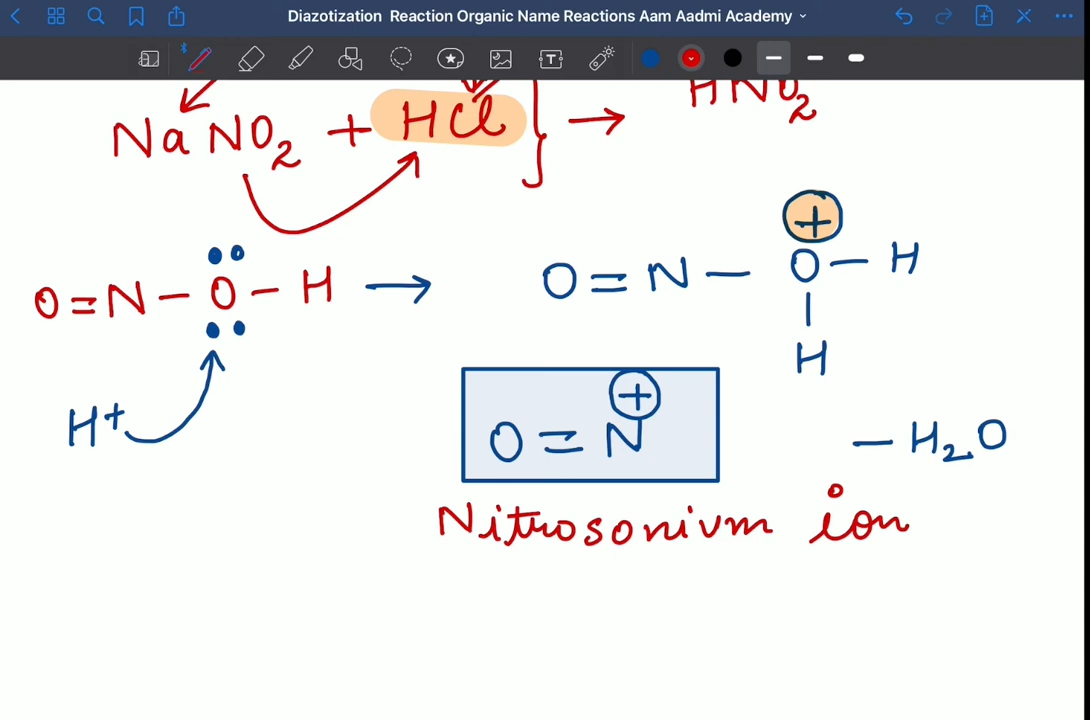 Diazotization Reaction Organic Name Reactions Aam Aadmi Academy
NaNO₂ + HCl } → HNO₂
O=N–O–H → O=N–O–H
⊕
H
H+
O=N⊕
–H₂O
Nitrosonium ion